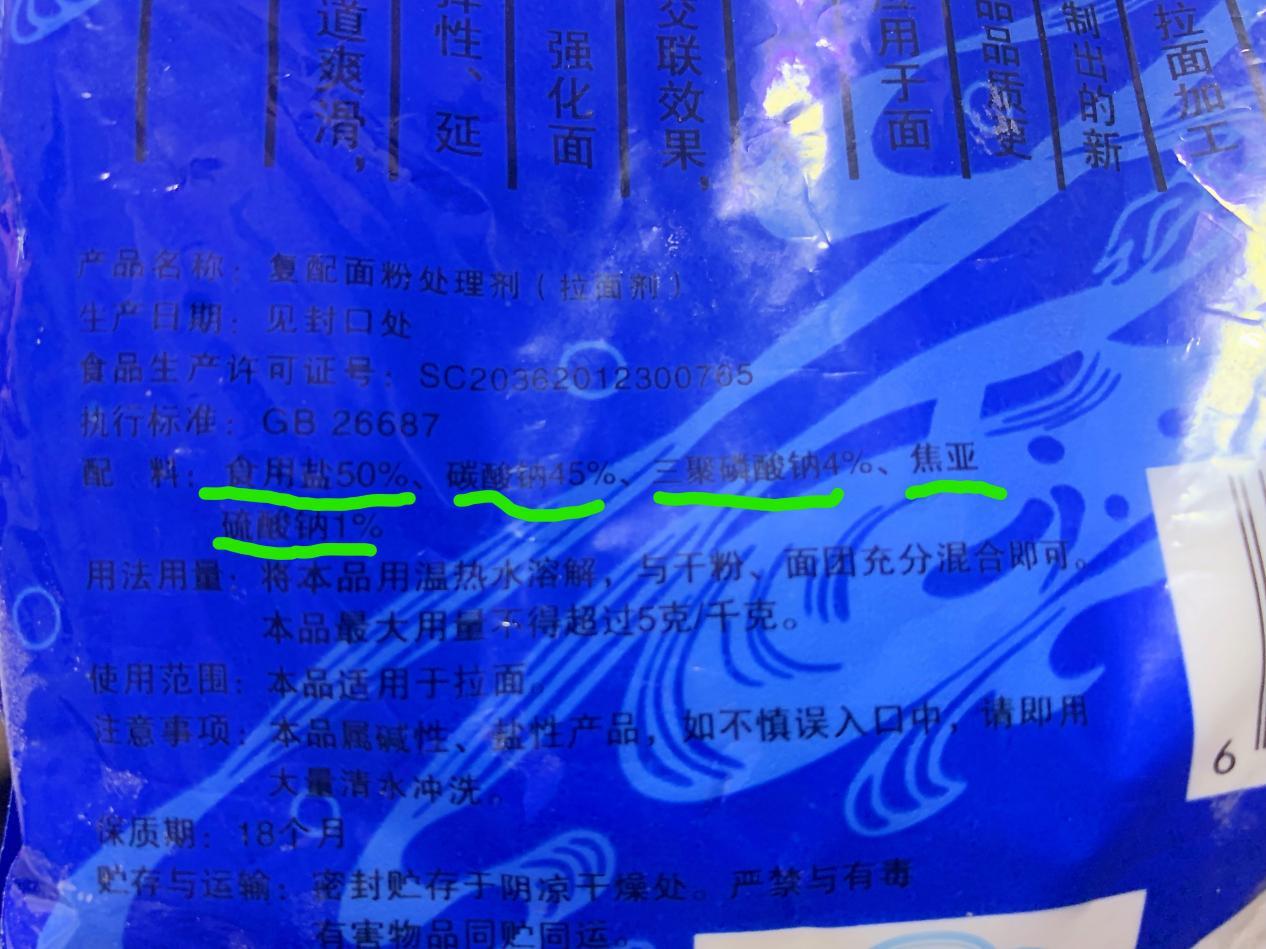 拉面加工
制出的新
品品质使
应用于面
交联效果，
强化面
弹性、延
道爽滑，
产品名称：复配面粉处理剂（拉面剂）
生产日期：见封口处
食品生产许可证号：SC20362012300765
执行标准：GB 26687
配 料：食用盐50%、碳酸钠45%、三聚磷酸钠4%、焦亚
硫酸钠1%
用法用量：将本品用温热水溶解，与干粉、面团充分混合即可。
本品最大用量不得超过5克/千克。
使用范围：本品适用于拉面。
注意事项：本品属碱性、盐性产品，如不慎误入口中，请即用
大量清水冲洗。
保质期：18个月
贮存与运输：密封贮存于阴凉干燥处。严禁与有毒
有害物品同贮同运。
6